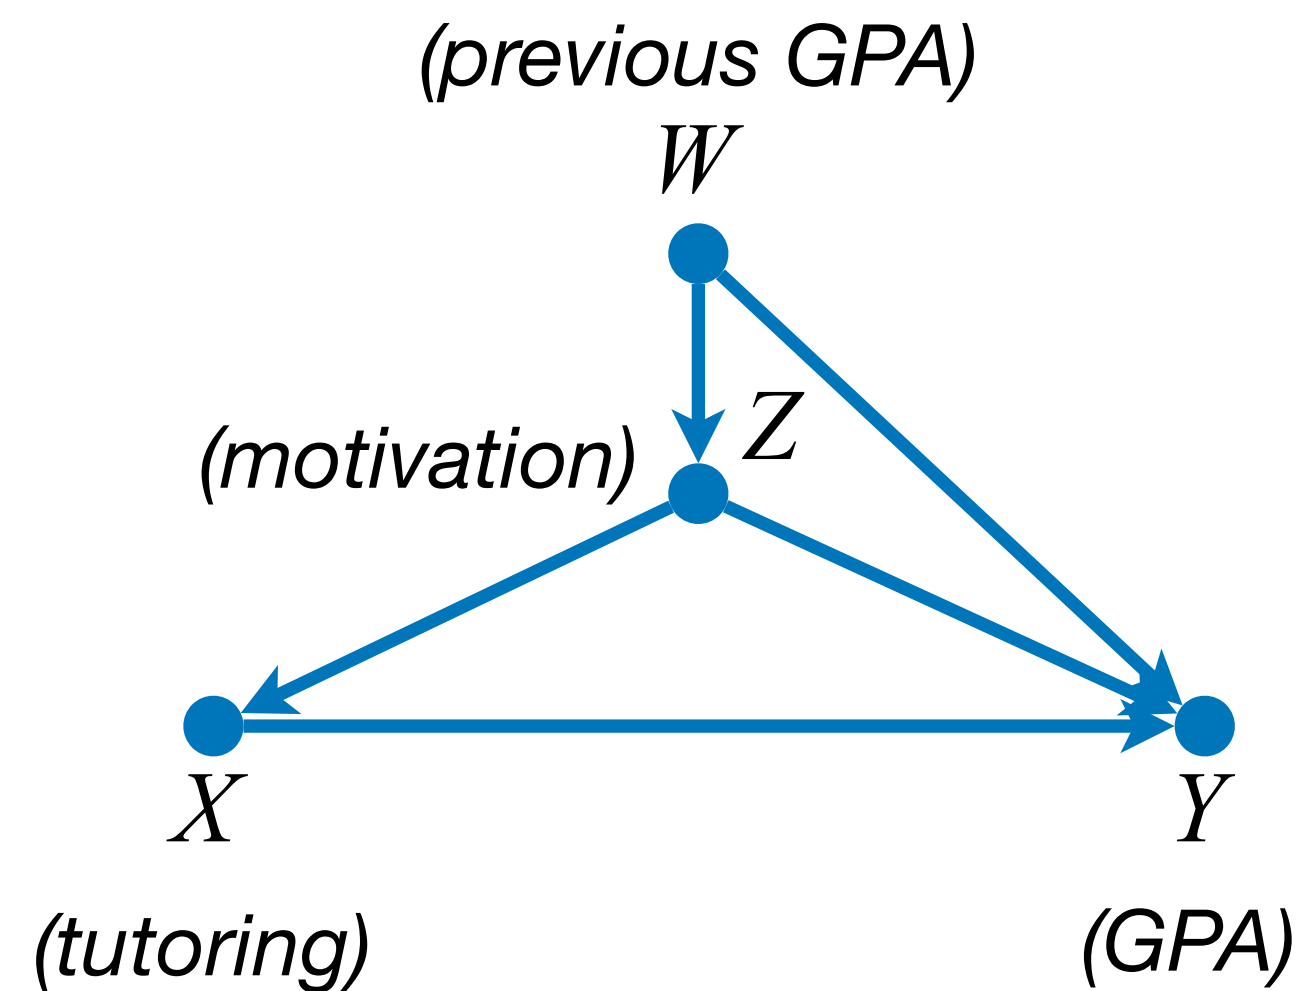 (previous GPA)
W
Z
(motivation)
X
Y
(tutoring)
(GPA)